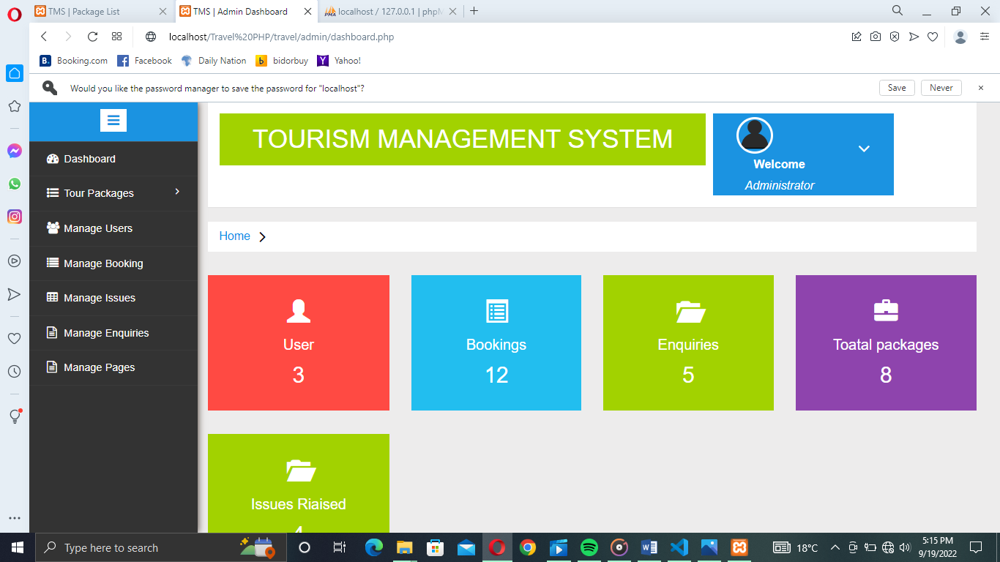 TMS | Package List
TMS | Admin Dashboard
PMA
localhost / 127.0.0.1 | phpM
localhost/Travel%20PHP/travel/admin/dashboard.php
B.
Booking.com
Facebook
Daily Nation
b
bidorbuy
Y
Yahoo!
Would you like the password manager to save the password for "localhost"?
Save
Never
TOURISM MANAGEMENT SYSTEM
Welcome
Administrator
Dashboard
Tour Packages
Manage Users
Manage Booking
Manage Issues
Manage Enquiries
Manage Pages
Home
User
3
Bookings
12
Enquiries
5
Toatal packages
8
Issues Riaised
4
Type here to search
18°C
5:15 PM
9/19/2022